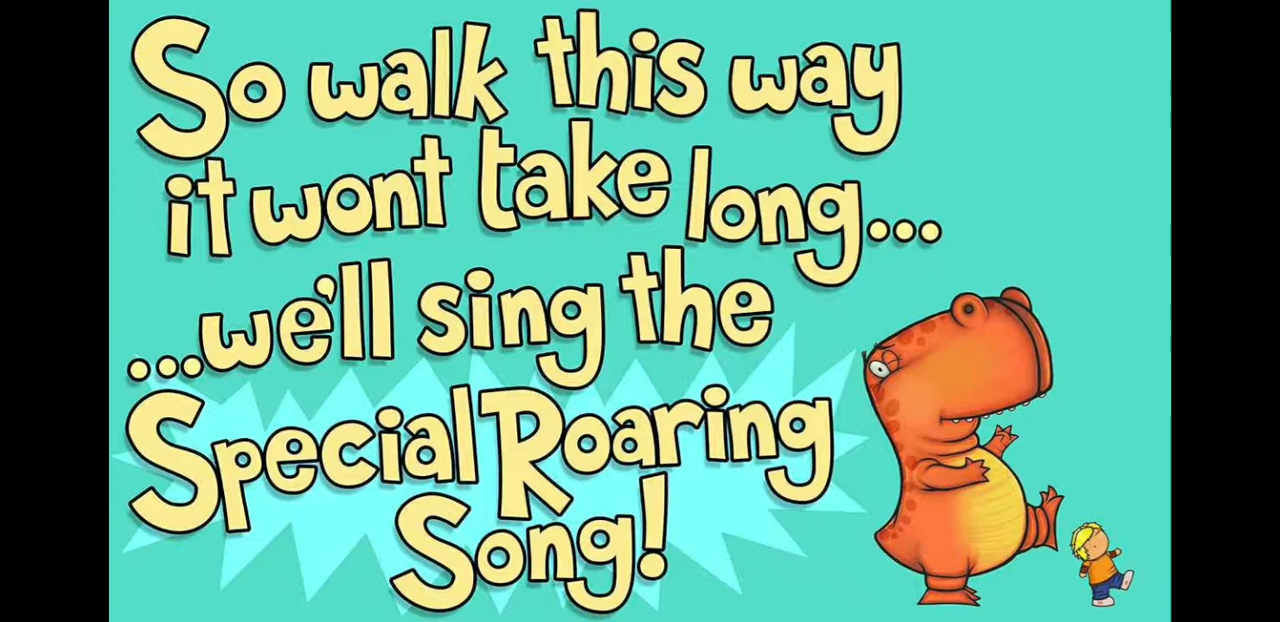 So walk this way
it wont take long...
...we'll sing the
Special Roaring
Song!